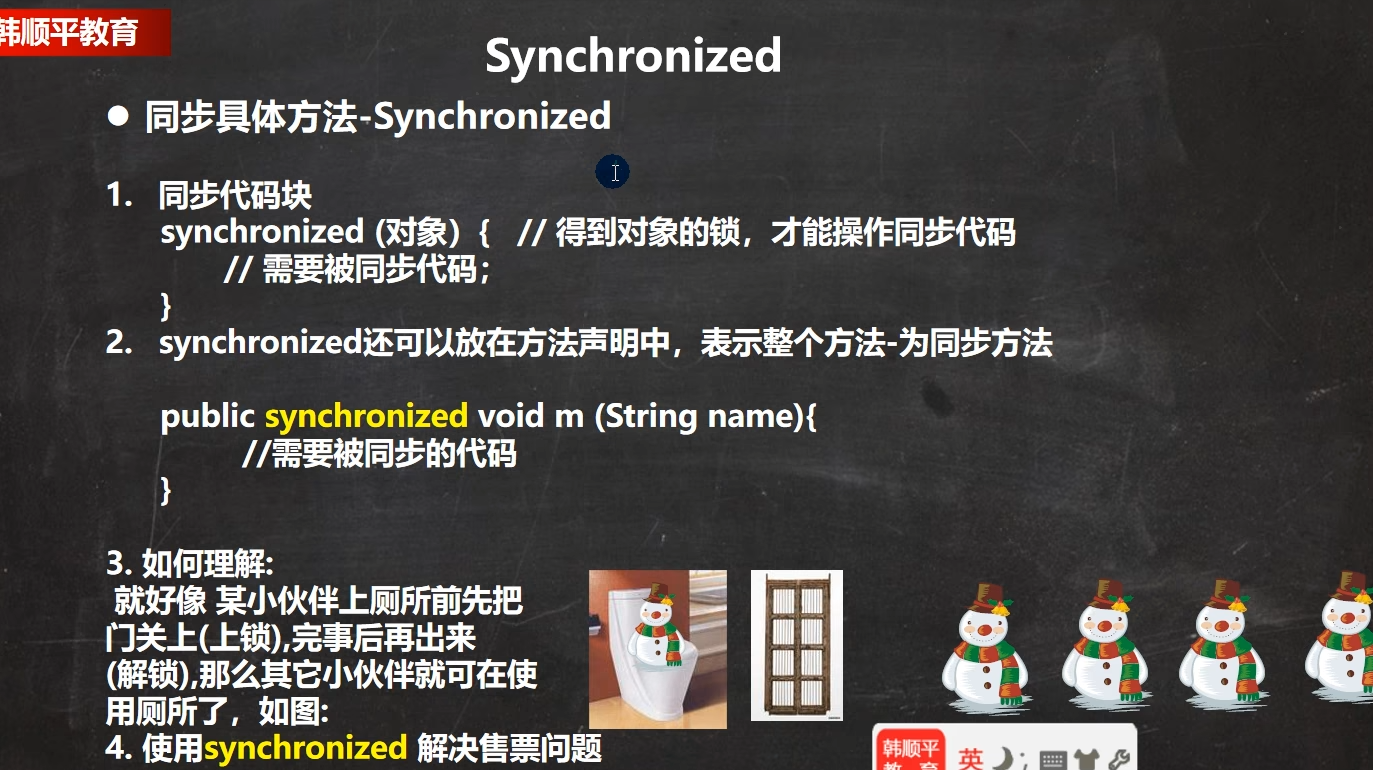 韩顺平教育
Synchronized
● 同步具体方法-Synchronized
1. 同步代码块
synchronized (对象）{ // 得到对象的锁，才能操作同步代码
// 需要被同步代码；
}
2. synchronized还可以放在方法声明中，表示整个方法-为同步方法
public synchronized void m (String name){
//需要被同步的代码
}
3. 如何理解:
就好像 某小伙伴上厕所前先把
门关上(上锁),完事后再出来
(解锁),那么其它小伙伴就可在使
用厕所了，如图:
4. 使用synchronized 解决售票问题
韩顺平
教 育
英